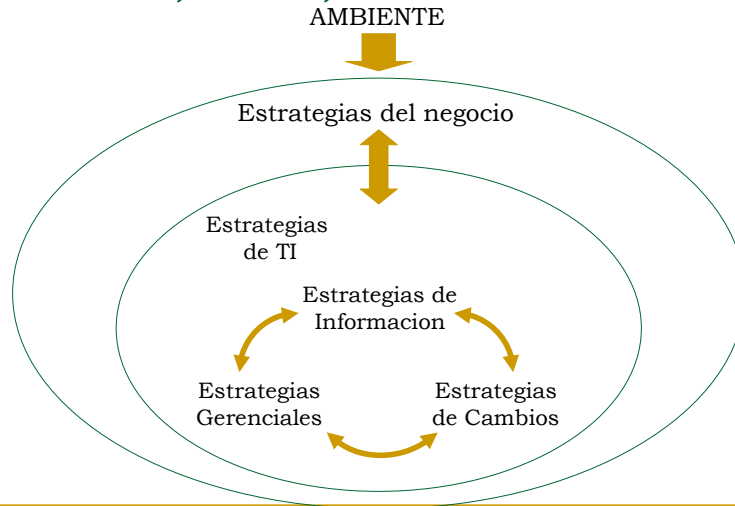 AMBIENTE
Estrategias del negocio
Estrategias
de TI
Estrategias de
Informacion
Estrategias
Gerenciales
Estrategias
de Cambios